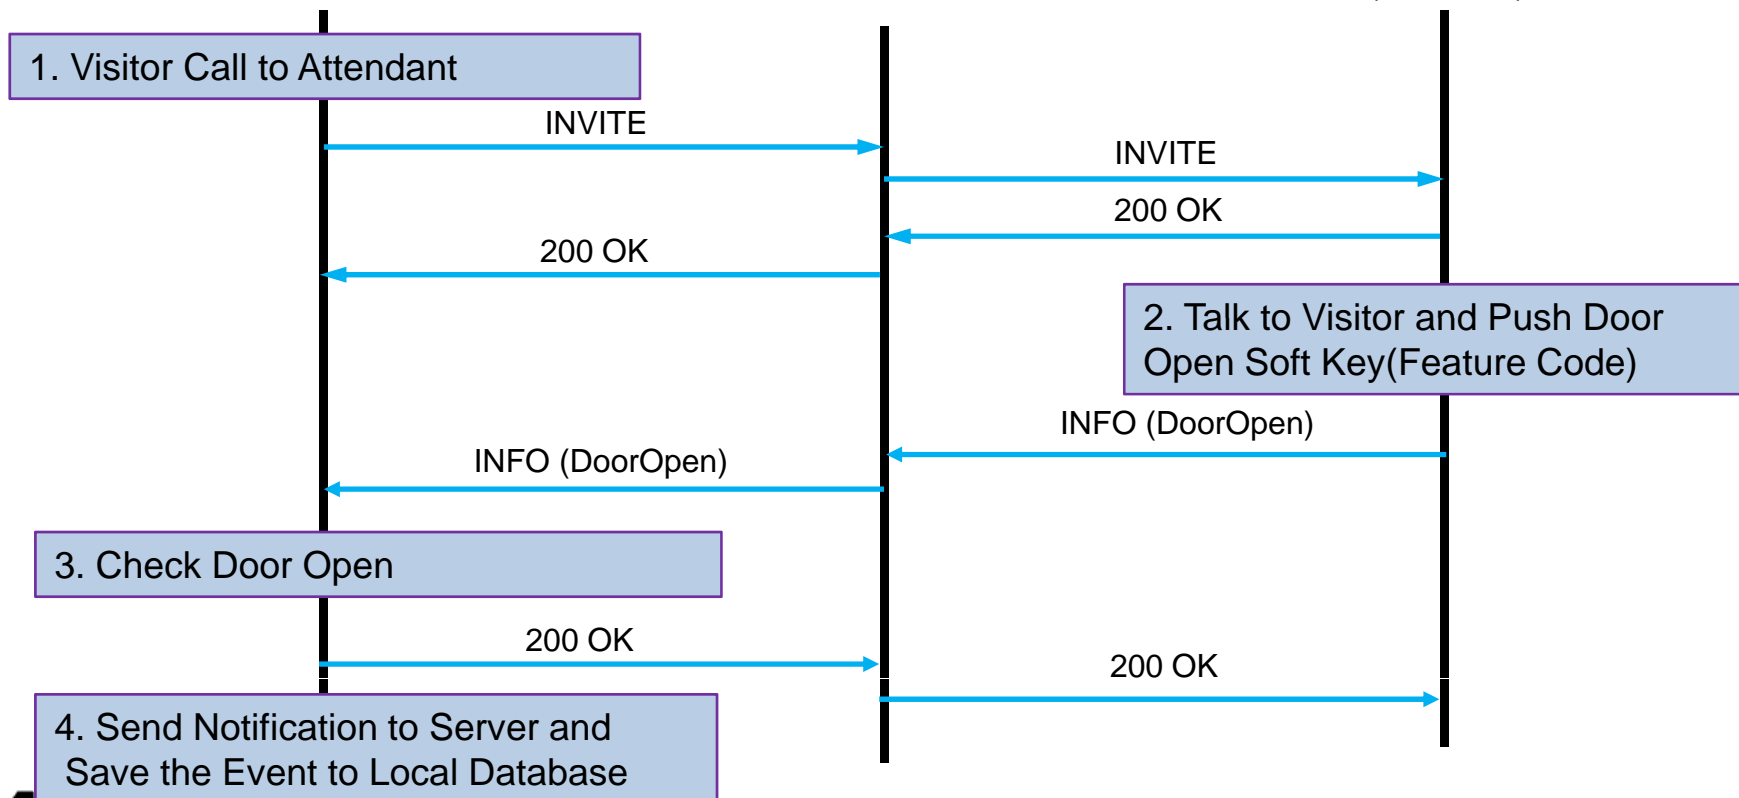 1. Visitor Call to Attendant
INVITE
INVITE
200 OK
200 OK
2. Talk to Visitor and Push Door
Open Soft Key(Feature Code)
INFO (DoorOpen)
INFO (DoorOpen)
3. Check Door Open
200 OK
200 OK
4. Send Notification to Server and
Save the Event to Local Database